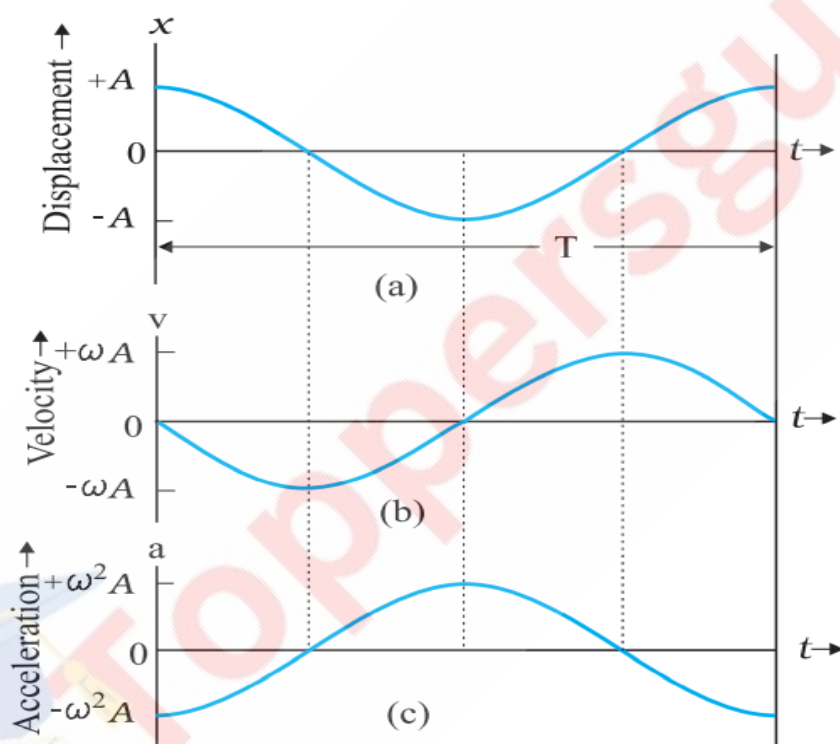 x
Displacement →
+A
0
-A
t→
T
(a)
v
Velocity→
+ωA
0
-ωA
t→
(b)
a
Acceleration→
+ω²A
0
-ω²A
t→
(c)
Toppersgu